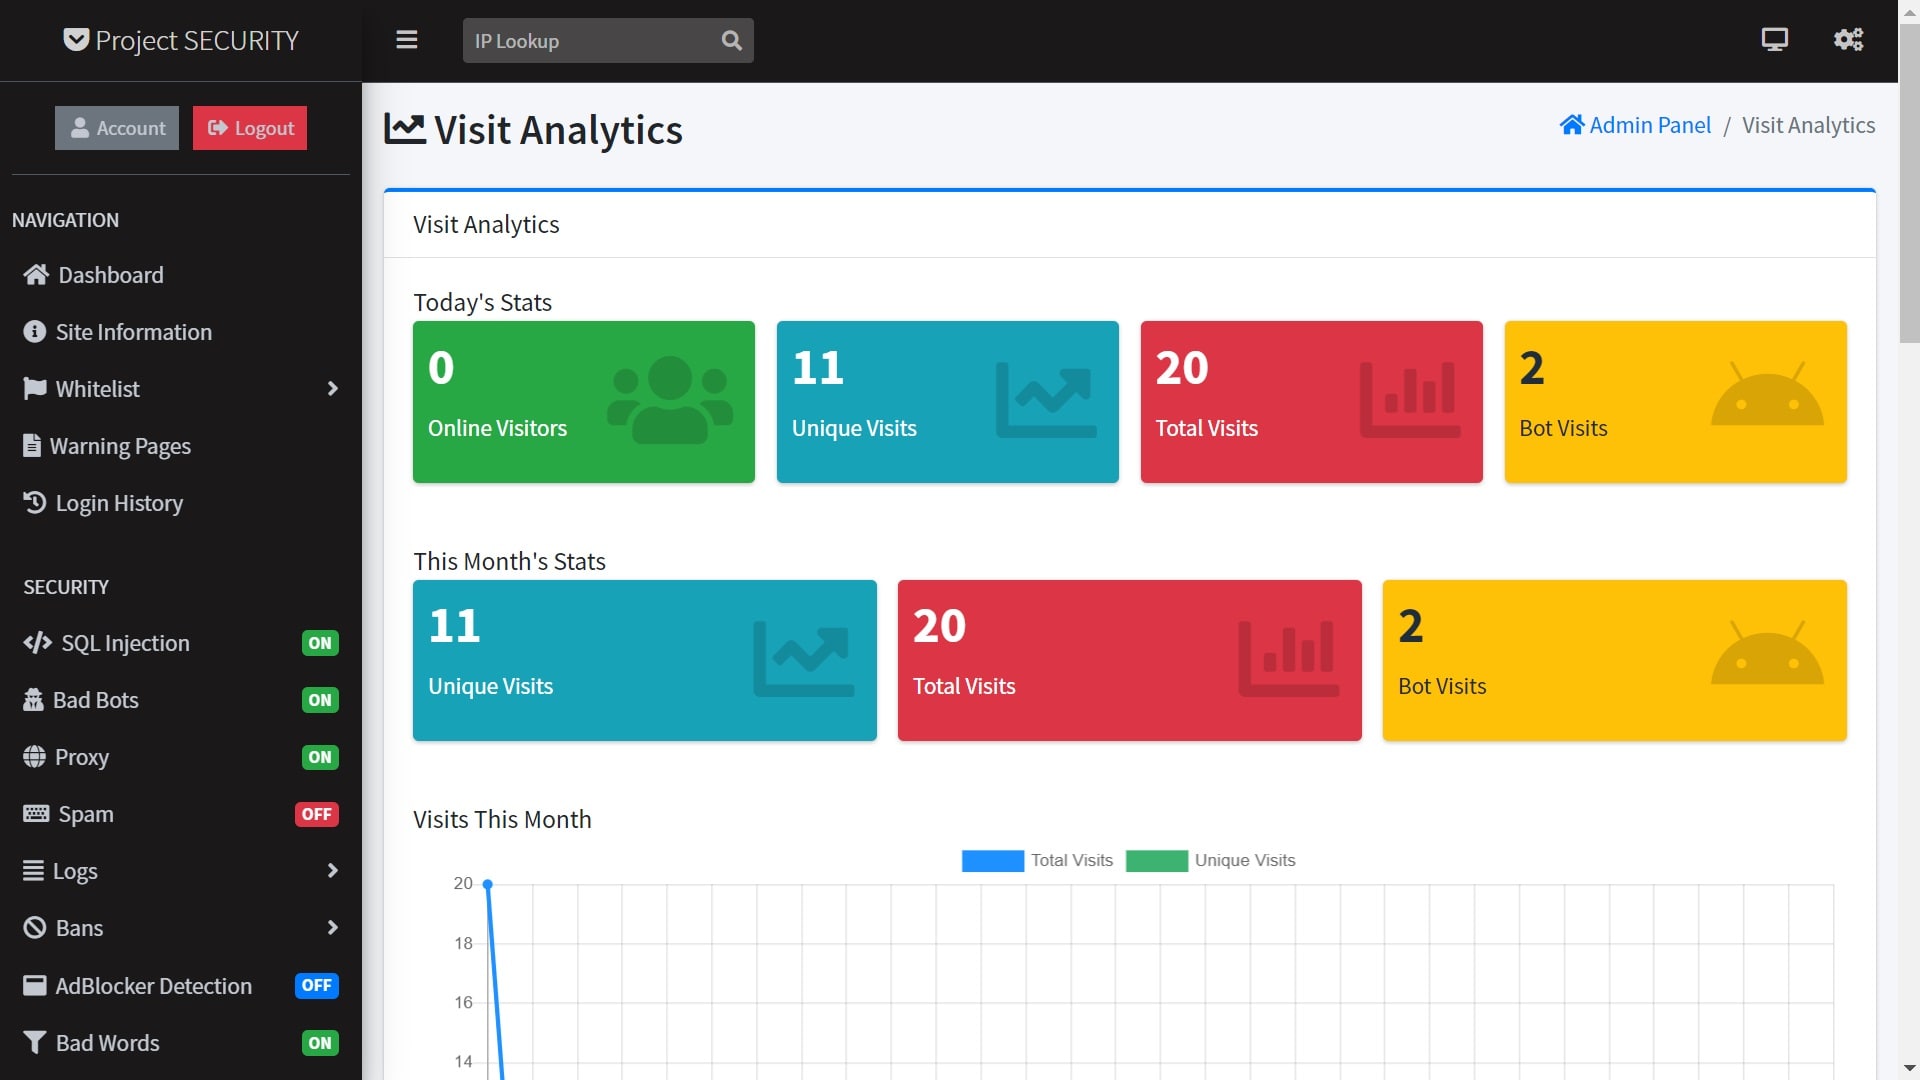 Project SECURITY
IP Lookup
Account
Logout
NAVIGATION
Dashboard
Site Information
Whitelist
Warning Pages
Login History
SECURITY
SQL Injection ON
Bad Bots ON
Proxy ON
Spam OFF
Logs
Bans
AdBlocker Detection OFF
Bad Words ON
Visit Analytics
Admin Panel / Visit Analytics
Visit Analytics
Today's Stats
0
Online Visitors
11
Unique Visits
20
Total Visits
2
Bot Visits
This Month's Stats
11
Unique Visits
20
Total Visits
2
Bot Visits
Visits This Month
Total Visits
Unique Visits
20
18
16
14